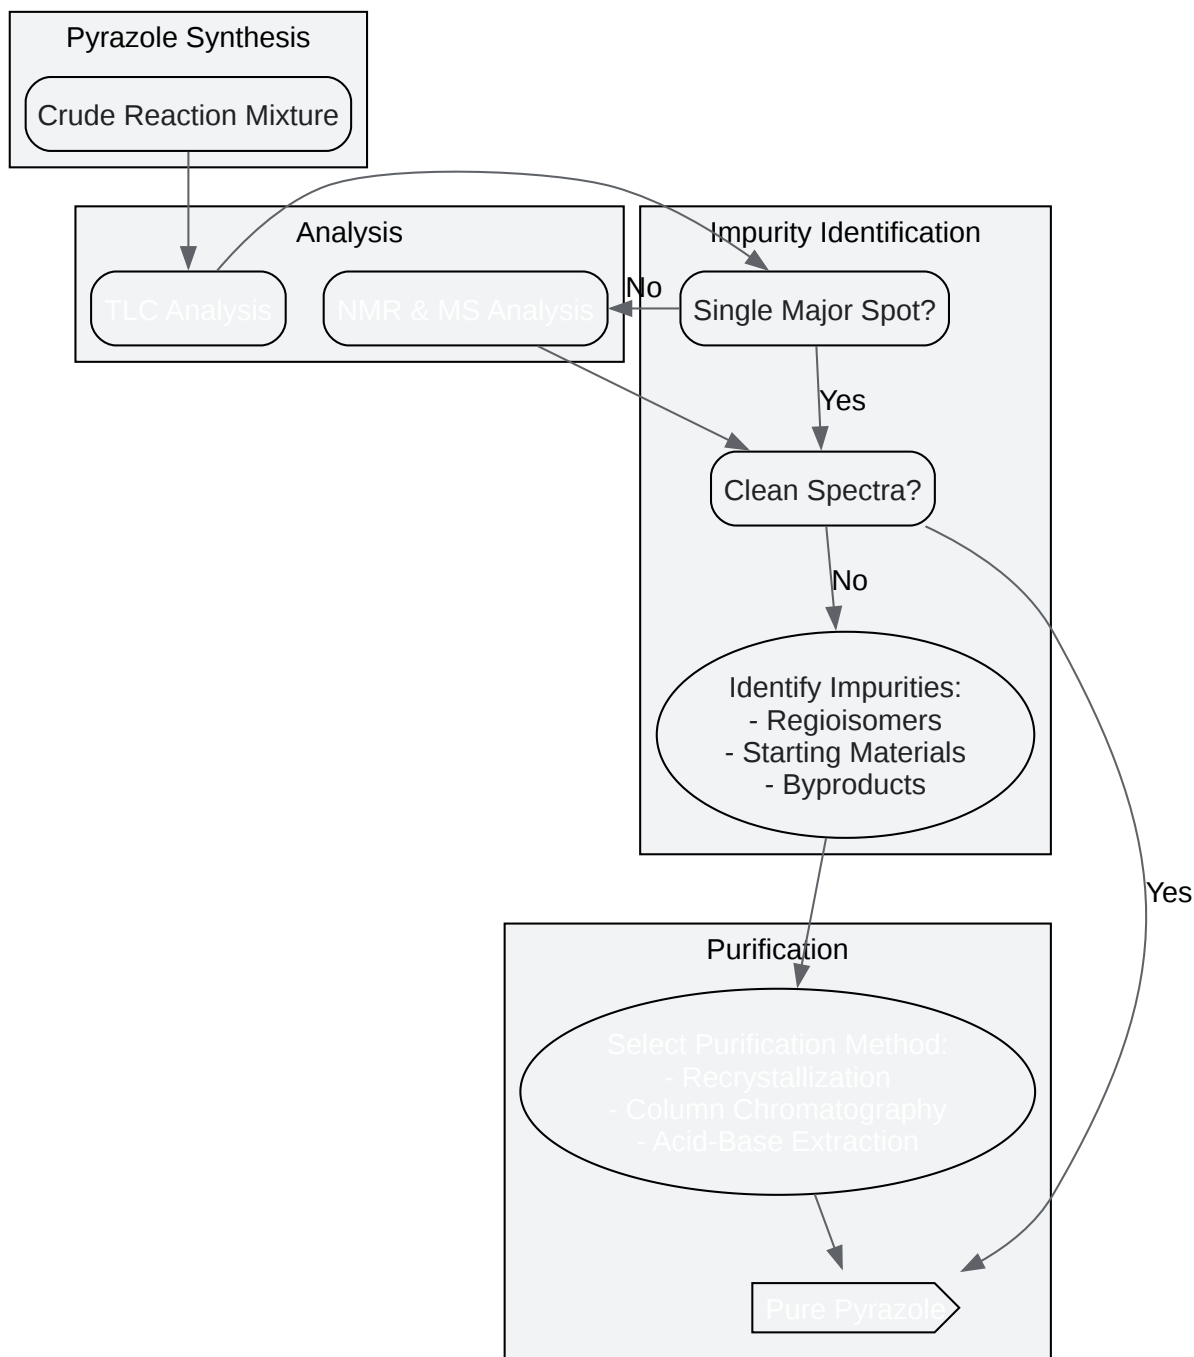 Pyrazole Synthesis
Crude Reaction Mixture
Analysis
Impurity Identification
TLC Analysis
NMR & MS Analysis
No
Single Major Spot?
Yes
Clean Spectra?
No
Identify Impurities:
- Regioisomers
- Starting Materials
- Byproducts
Yes
Purification
Select Purification Method:
- Recrystallization
- Column Chromatography
- Acid-Base Extraction
Pure Pyrazole